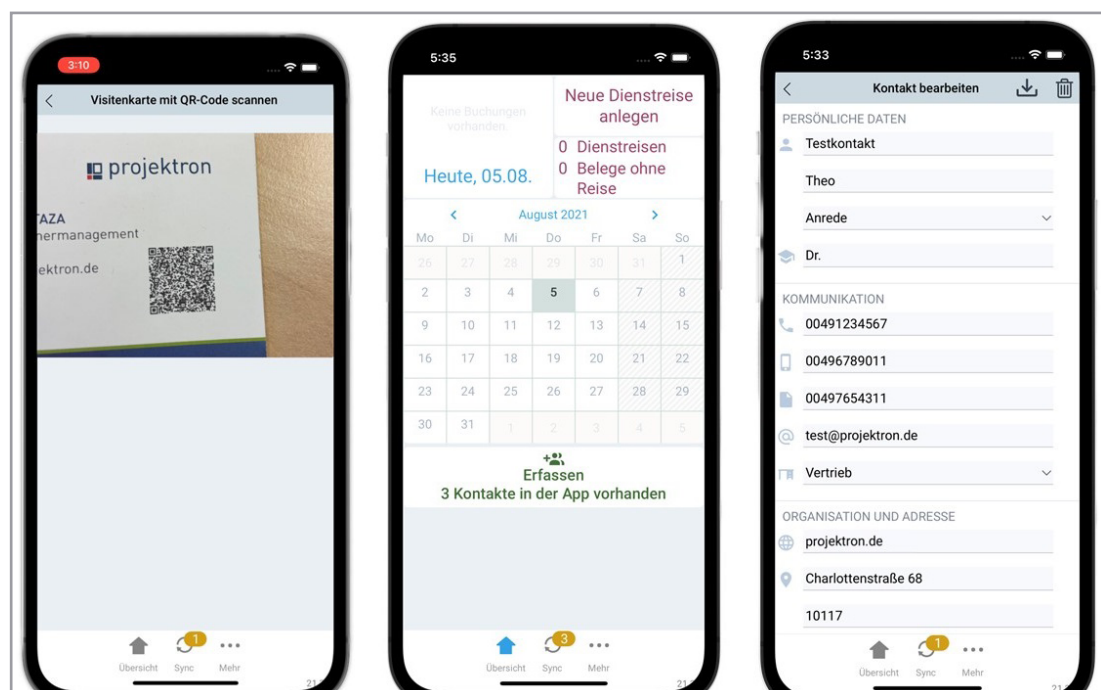 3:10
Visitenkarte mit QR-Code scannen
projektron
TAZA
nermanagement
ektron.de
Übersicht
Sync
1
Mehr
5:35
Keine Buchungen
vorhanden.
Heute, 05.08.
Neue Dienstreise
anlegen
0 Dienstreisen
0 Belege ohne
Reise
August 2021
Mo Di Mi Do Fr Sa So
26 27 28 29 30 31 1
2 3 4 5 6 7 8
9 10 11 12 13 14 15
16 17 18 19 20 21 22
23 24 25 26 27 28 29
30 31 1 2 3 4 5
Erfassen
3 Kontakte in der App vorhanden
Übersicht
Sync
3
Mehr
5:33
Kontakt bearbeiten
PERSÖNLICHE DATEN
Testkontakt
Theo
Anrede
Dr.
KOMMUNIKATION
00491234567
00496789011
00497654311
test@projektron.de
Vertrieb
ORGANISATION UND ADRESSE
projektron.de
Charlottenstraße 68
10117
Übersicht
Sync
1
Mehr